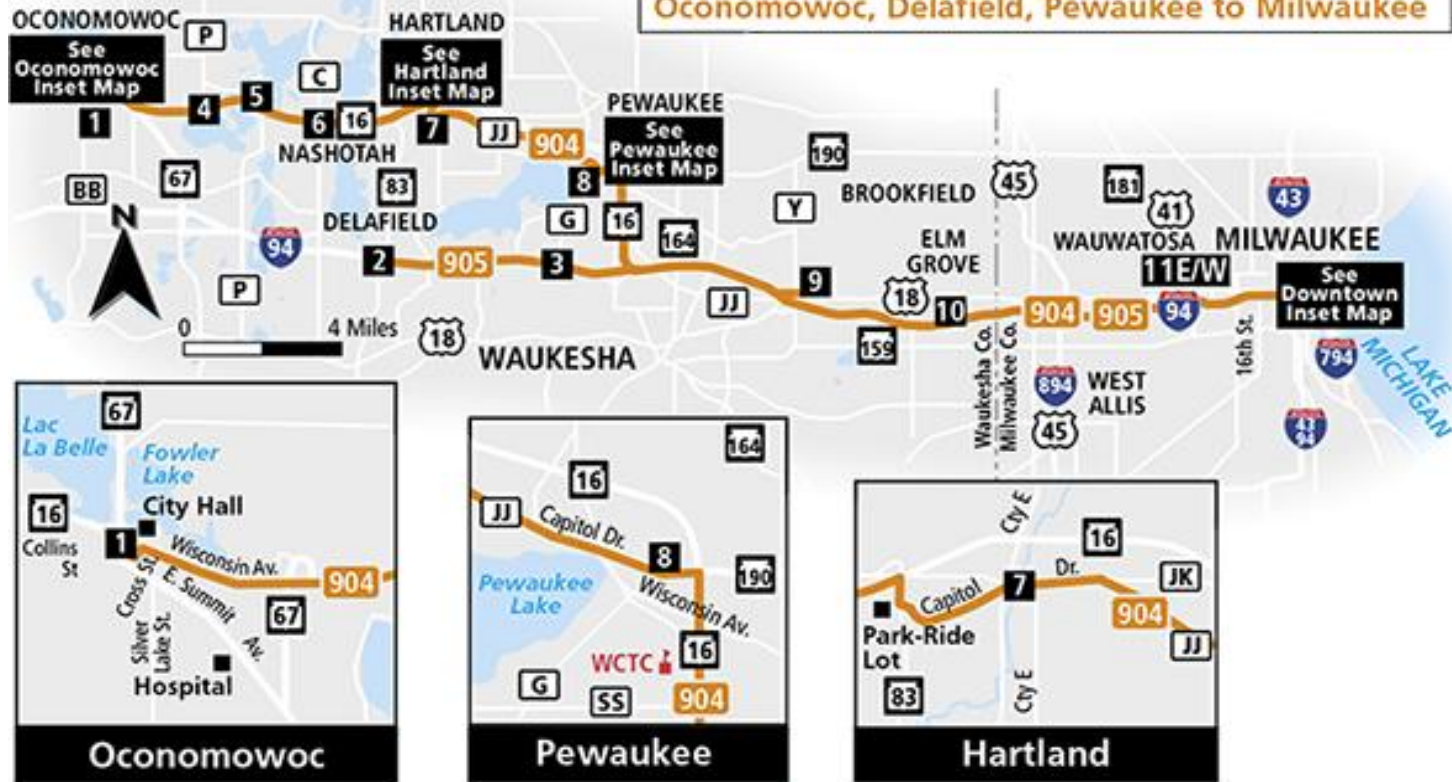 Oconomowoc, Delafield, Pewaukee to Milwaukee
OCONOMOWOC
See
Oconomowoc
Inset Map
P
HARTLAND
See
Hartland
Inset Map
C
1
4
5
6
16
7
JJ
904
NASHOTAH
PEWAUKEE
See
Pewaukee
Inset Map
8
BB
67
83
DELAFIELD
G
16
164
190
Y
BROOKFIELD
45
181
41
43
N
94
P
2
905
3
JJ
9
ELM
GROVE
18
10
WAUWATOSA
MILWAUKEE
11E/W
See
Downtown
Inset Map
904
905
94
0
4 Miles
18
WAUKESHA
159
Waukesha Co.
Milwaukee Co.
894
45
WEST
ALLIS
16th St.
794
43
94
LAKE
MICHIGAN
67
Lac
La Belle
Fowler
Lake
City Hall
16
Collins
St
1
Wisconsin Av.
Cross St.
E. Summit Av.
904
67
Silver
Lake St.
Hospital
Oconomowoc
164
16
JJ
Capitol Dr.
8
190
Pewaukee
Lake
Wisconsin Av.
WCTC
16
G
SS
904
Pewaukee
Cty E
16
Capitol
7
Dr.
JK
904
Park-Ride
Lot
JJ
83
Cty E
Hartland